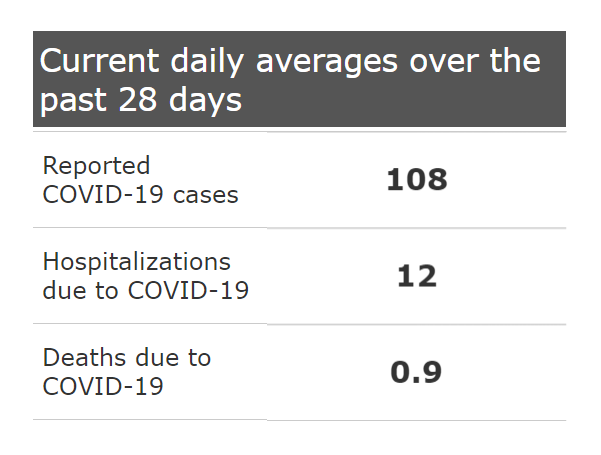 Current daily averages over the
past 28 days
Reported
COVID-19 cases
108
Hospitalizations
due to COVID-19
12
Deaths due to
COVID-19
0.9